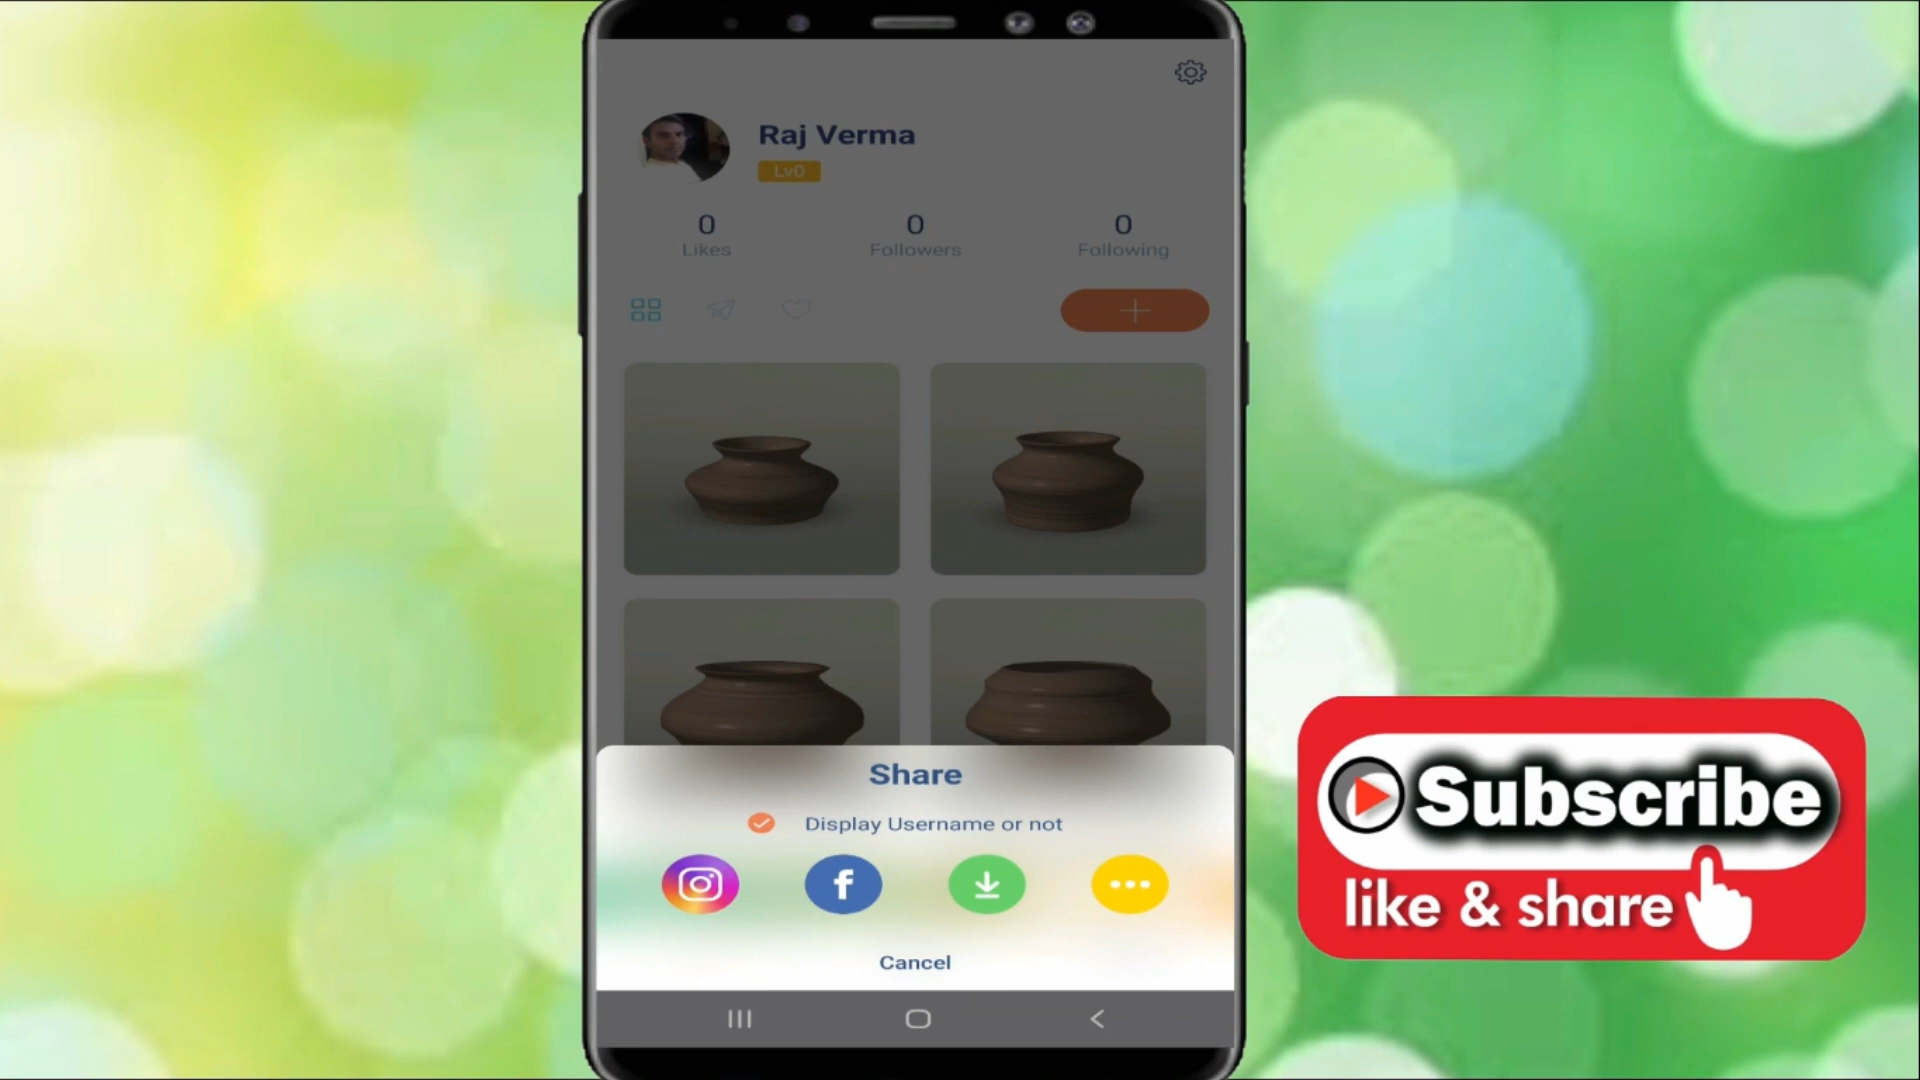 Raj Verma
Lv0
0 0 0
Likes Followers Following
Share
Display Username or not
Cancel
Subscribe
like & share